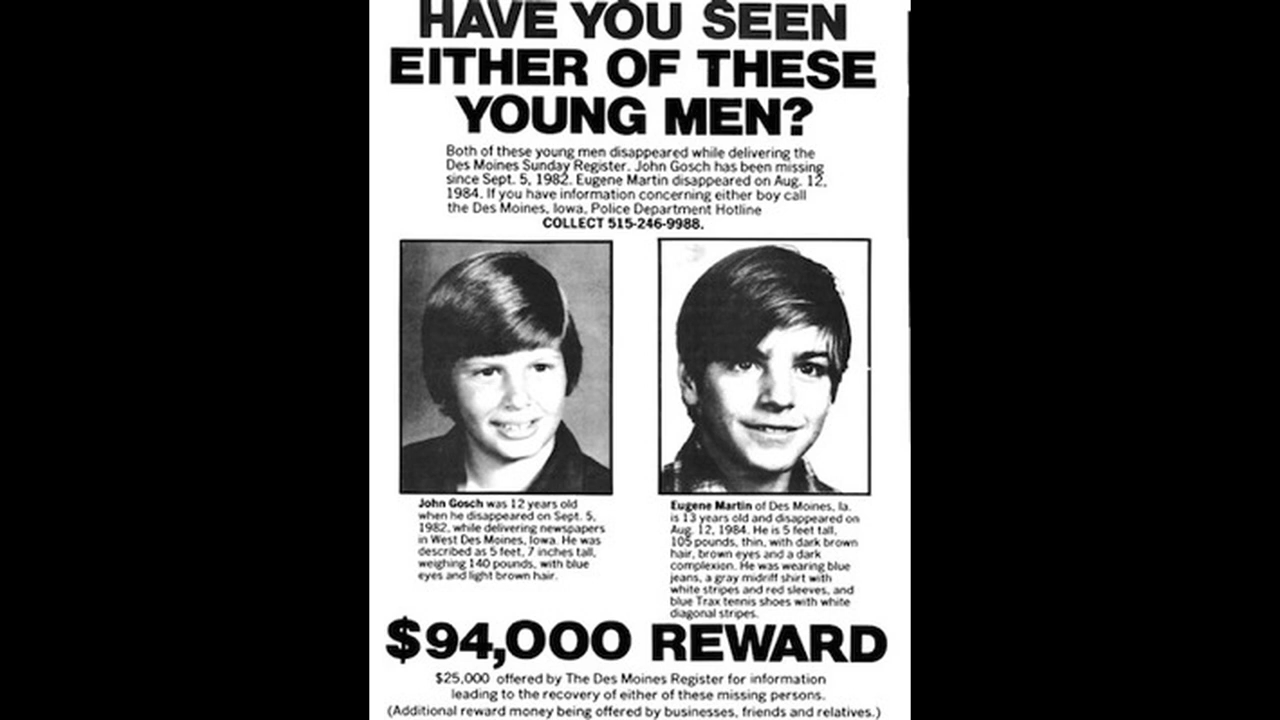 HAVE YOU SEEN
EITHER OF THESE
YOUNG MEN?
Both of these young men disappeared while delivering the
Des Moines Sunday Register. John Gosch has been missing
since Sept. 5, 1982. Eugene Martin disappeared on Aug. 12,
1984. If you have information concerning either boy call
the Des Moines, Iowa, Police Department Hotline
COLLECT 515-246-9988.
John Gosch was 12 years old
when he disappeared on Sept. 5,
1982, while delivering newspapers
in West Des Moines, Iowa. He was
described as 5 feet, 7 inches tall,
weighing 140 pounds, with blue
eyes and light brown hair.
Eugene Martin of Des Moines, Ia.
is 13 years old and disappeared on
Aug. 12, 1984. He is 5 feet tall,
105 pounds, thin, with dark brown
hair, brown eyes and a dark
complexion. He was wearing blue
jeans, a gray midriff shirt with
white stripes and red sleeves, and
blue Trax tennis shoes with white
diagonal stripes.
$94,000 REWARD
$25,000 offered by The Des Moines Register for information
leading to the recovery of either of these missing persons.
(Additional reward money being offered by businesses, friends and relatives.)